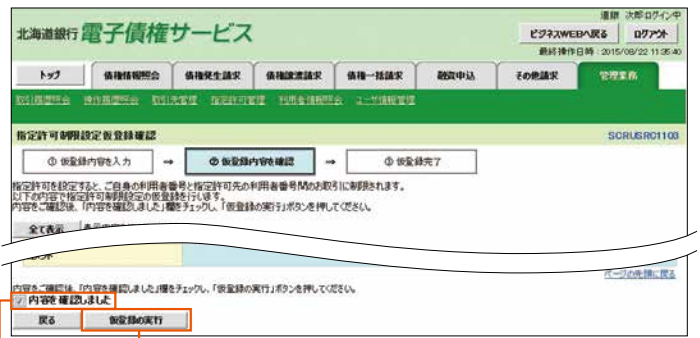 道銀 次郎 ログイン中
北海道銀行 電子債権サービス
ビジネスWEBへ戻る ログアウト
最終操作日時：2015/09/22 11:35:40
トップ 債権情報照会 債権発生請求 債権譲渡請求 債権一括請求 融資申込 その他請求 管理業務
取引履歴照会 操作履歴照会 取引先管理 指定許可管理 利用者情報照会 ユーザ情報管理
指定許可制限設定仮登録確認 SCRUSR01103
① 仮登録内容を入力 → ② 仮登録内容を確認 → ③ 仮登録完了
指定許可を設定すると、ご自身の利用者番号と指定許可先の利用者番号間のお取引に制限されます。
以下の内容で指定許可制限設定の仮登録を行います。
内容をご確認後、「内容を確認しました」欄をチェックし、「仮登録の実行」ボタンを押してください。
全て表示
ページの先頭に戻る
内容をご確認後、「内容を確認しました」欄をチェックし、「仮登録の実行」ボタンを押してください。
内容を確認しました
戻る 仮登録の実行